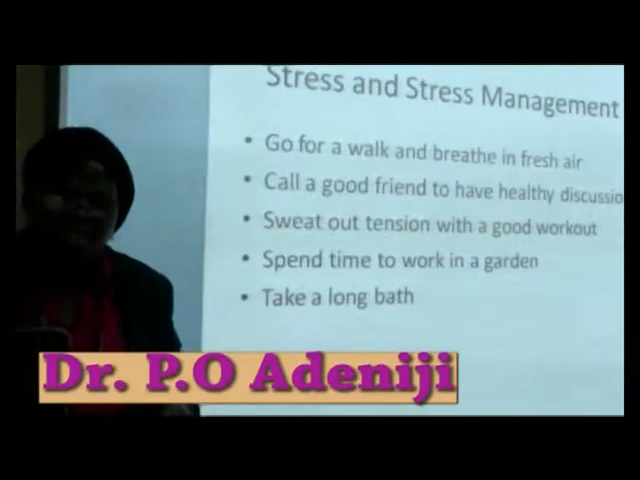 Stress and Stress Management
• Go for a walk and breathe in fresh air
• Call a good friend to have healthy discussio
• Sweat out tension with a good workout
• Spend time to work in a garden
• Take a long bath
Dr. P.O Adeniji